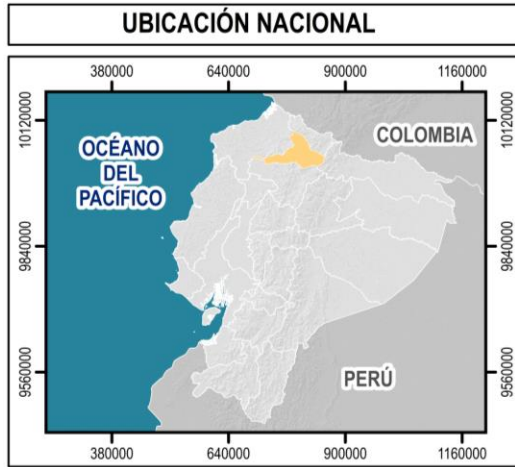 UBICACIÓN NACIONAL
380000 640000 900000 1160000
10120000 10120000
COLOMBIA
OCÉANO
DEL
PACÍFICO
9840000 9840000
9560000 9560000
PERÚ
380000 640000 900000 1160000